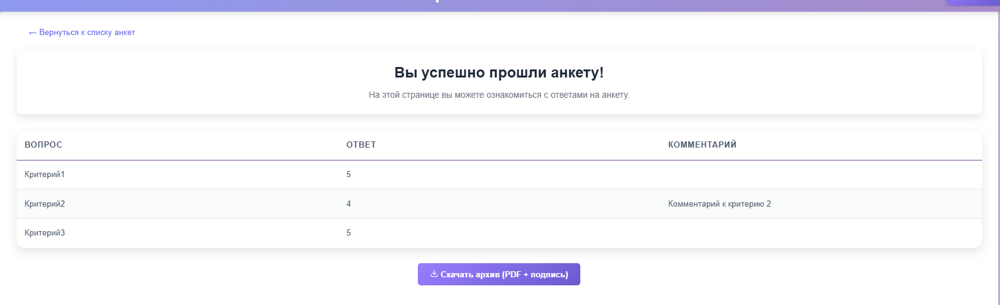 ← Вернуться к списку анкет
Вы успешно прошли анкету!
На этой странице вы можете ознакомиться с ответами на анкету.
ВОПРОС ОТВЕТ КОММЕНТАРИЙ
Критерий1 5
Критерий2 4 Комментарий к критерию 2
Критерий3 5
Скачать архив (PDF + подпись)